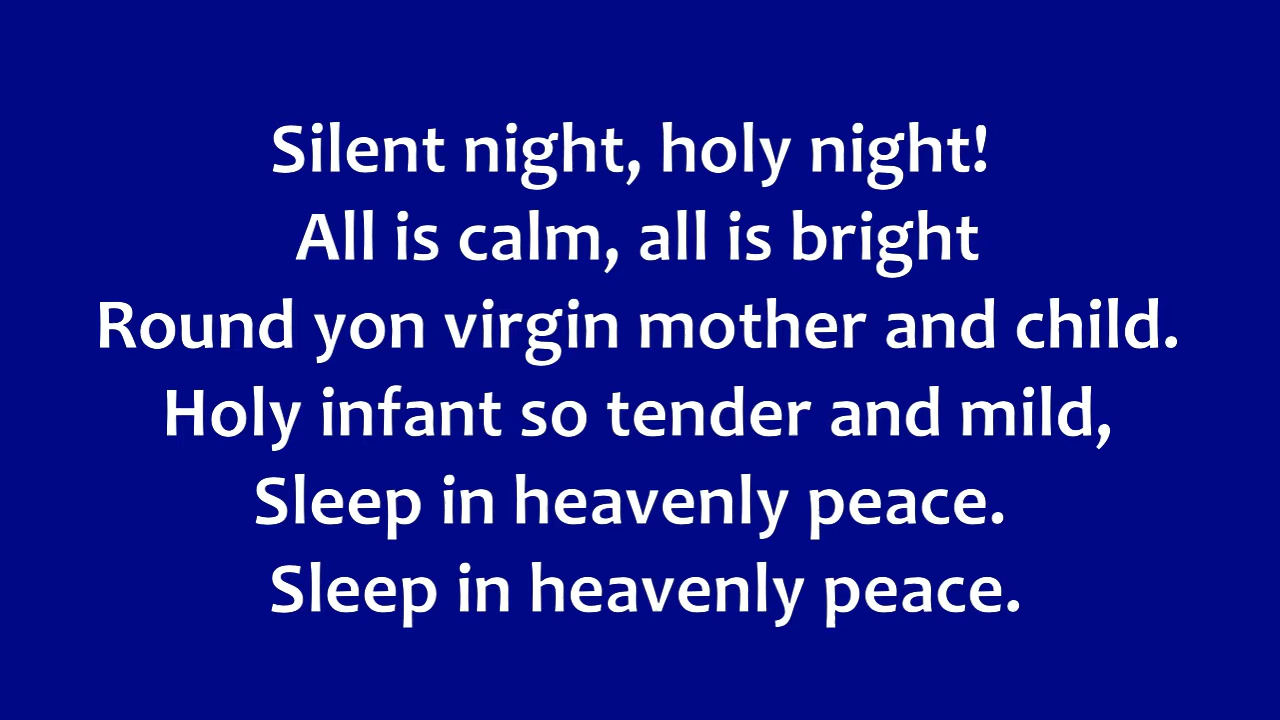 Silent night, holy night!
All is calm, all is bright
Round yon virgin mother and child.
Holy infant so tender and mild,
Sleep in heavenly peace.
Sleep in heavenly peace.